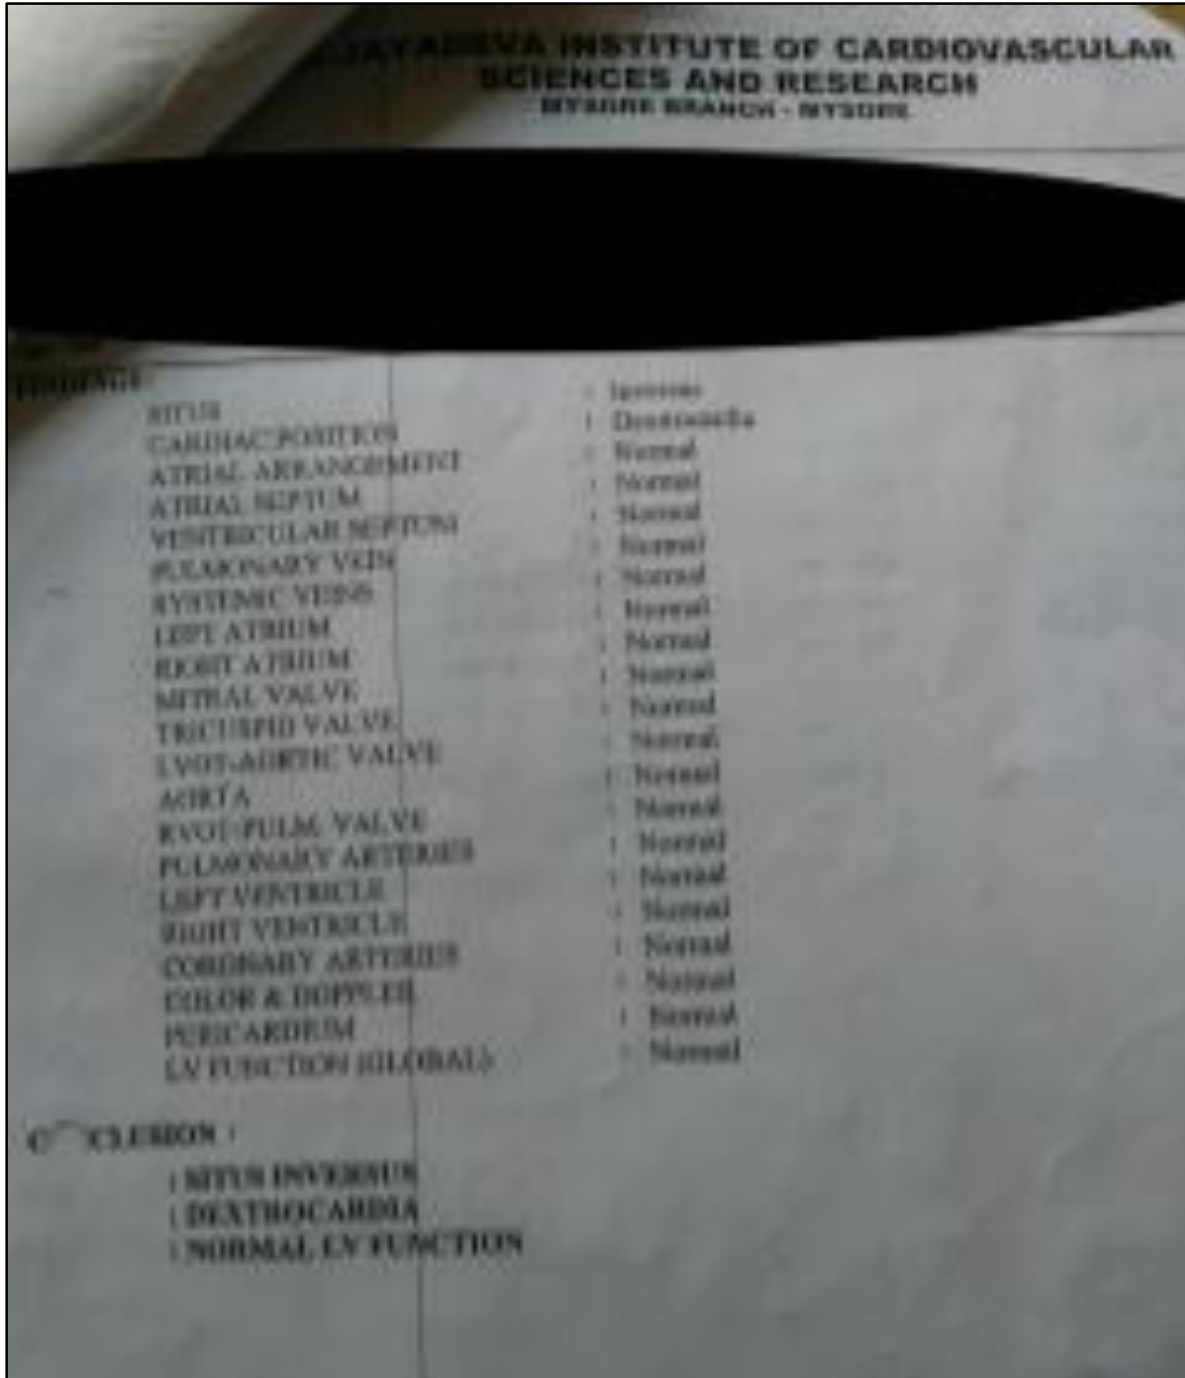 JAYADEVA INSTITUTE OF CARDIOVASCULAR
SCIENCES AND RESEARCH
MYSORE BRANCH - MYSORE
SITUS : Inversus
CARDIAC POSITION : Dextrocardia
ATRIAL ARRANGEMENT : Normal
ATRIAL SEPTUM : Normal
VENTRICULAR SEPTUM : Normal
PULMONARY VEIN : Normal
SYSTEMIC VEINS : Normal
LEFT ATRIUM : Normal
RIGHT ATRIUM : Normal
MITRAL VALVE : Normal
TRICUSPID VALVE : Normal
LVOT-AORTIC VALVE : Normal
AORTA : Normal
RVOT-PULM. VALVE : Normal
PULMONARY ARTERIES : Normal
LEFT VENTRICLE : Normal
RIGHT VENTRICLE : Normal
CORONARY ARTERIES : Normal
COLOR & DOPPLER : Normal
PERICARDIUM : Normal
LV FUNCTION (GLOBAL) : Normal
C CLUSION :
: SITUS INVERSUS
: DEXTROCARDIA
: NORMAL LV FUNCTION